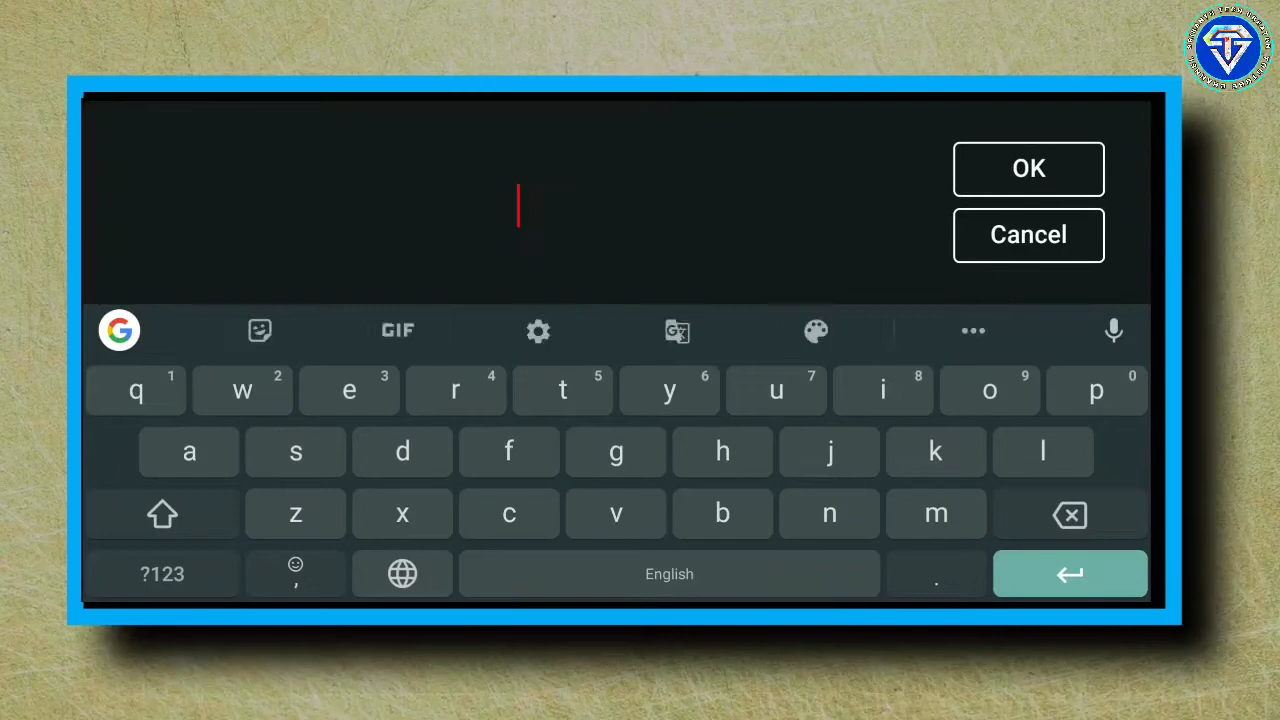 OK
Cancel
G GIF
q 1 w 2 e 3 r 4 t 5 y 6 u 7 i 8 o 9 p 0
a s d f g h j k l
z x c v b n m
?123 , English .